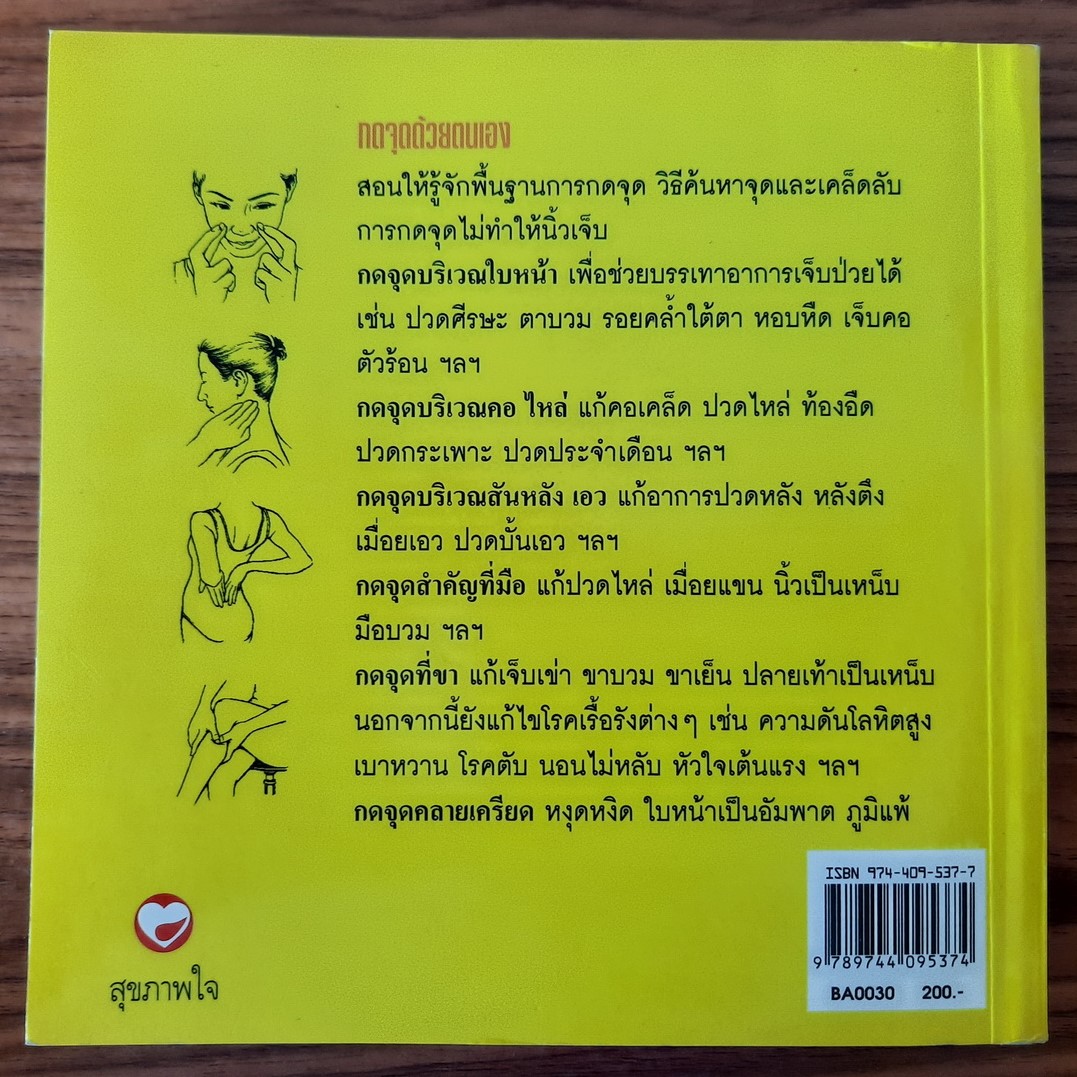 กดจุดด้วยตนเอง
สอนให้รู้จักพื้นฐานการกดจุด วิธีค้นหาจุดและเคล็ดลับ
การกดจุดไม่ทำให้นิ้วเจ็บ
กดจุดบริเวณใบหน้า เพื่อช่วยบรรเทาอาการเจ็บป่วยได้
เช่น ปวดศีรษะ ตาบวม รอยคล้ำใต้ตา หอบหืด เจ็บคอ
ตัวร้อน ฯลฯ
กดจุดบริเวณคอ ไหล่ แก้คอเคล็ด ปวดไหล่ ท้องอืด
ปวดกระเพาะ ปวดประจำเดือน ฯลฯ
กดจุดบริเวณสันหลัง เอว แก้อาการปวดหลัง หลังตึง
เมื่อยเอว ปวดบั้นเอว ฯลฯ
กดจุดสำคัญที่มือ แก้ปวดไหล่ เมื่อยแขน นิ้วเป็นเหน็บ
มือบวม ฯลฯ
กดจุดที่ขา แก้เจ็บเข่า ขาบวม ขาเย็น ปลายเท้าเป็นเหน็บ
นอกจากนี้ยังแก้ไขโรคเรื้อรังต่างๆ เช่น ความดันโลหิตสูง
เบาหวาน โรคตับ นอนไม่หลับ หัวใจเต้นแรง ฯลฯ
กดจุดคลายเครียด หงุดหงิด ใบหน้าเป็นอัมพาต ภูมิแพ้
ISBN 974-409-537-7
9 789744 095374
BA0030 200.-
สุขภาพใจ